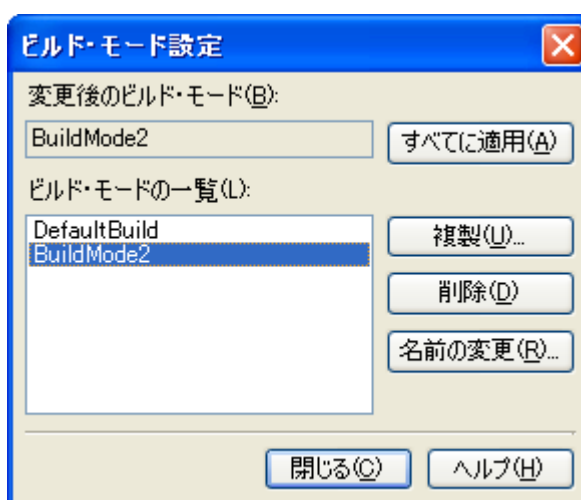 ビルド・モード設定
変更後のビルド・モード(B):
BuildMode2
すべてに適用(A)
ビルド・モードの一覧(L):
DefaultBuild
BuildMode2
複製(U)...
削除(D)
名前の変更(R)...
閉じる(C)
ヘルプ(H)